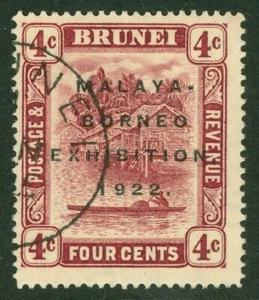 4c BRUNEI 4c
POSTAGE & REVENUE
MALAYA-
BORNEO
EXHIBITION
1922.
4c FOUR CENTS 4c